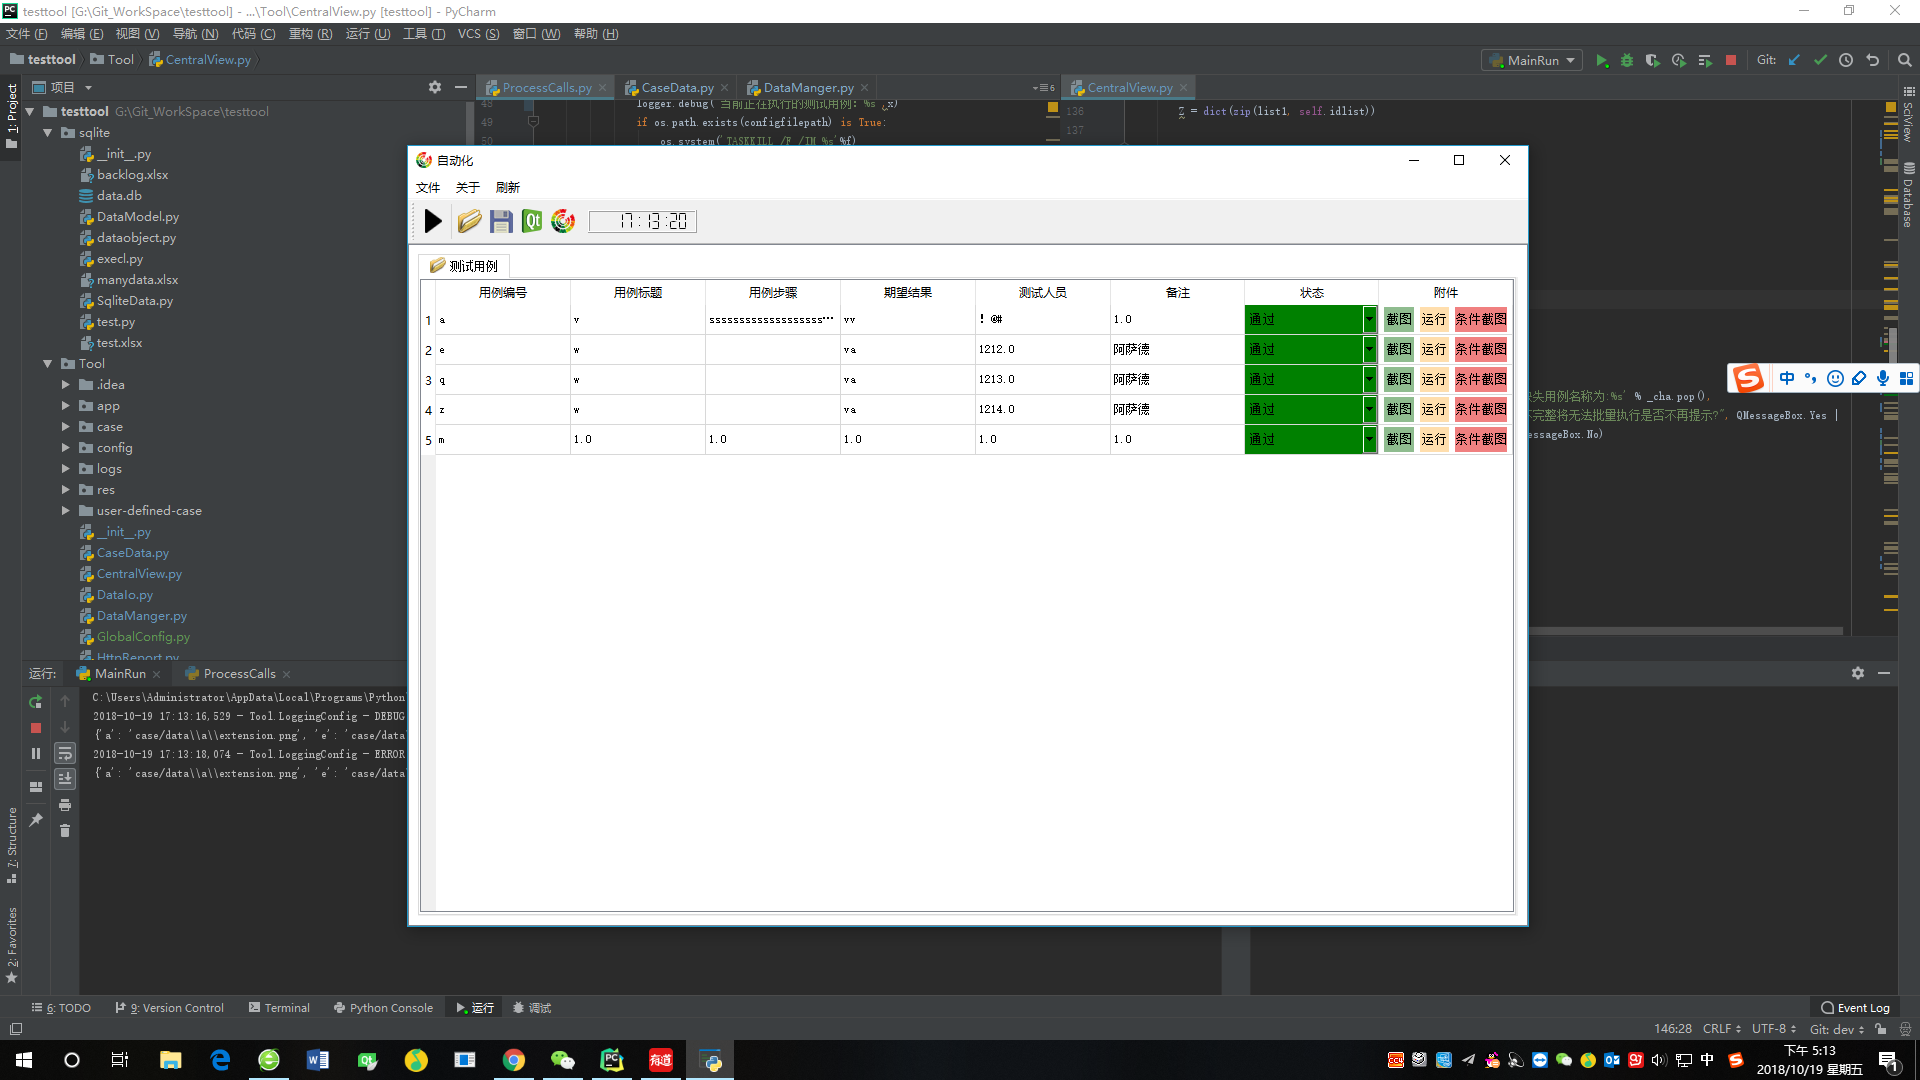 testtool [G:\Git_WorkSpace\testtool] - ...\Tool\CentralView.py [testtool] - PyCharm
文件 (F) 编辑 (E) 视图 (V) 导航 (N) 代码 (C) 重构 (R) 运行 (U) 工具 (T) VCS (S) 窗口 (W) 帮助 (H)
testtool Tool CentralView.py
MainRun Git:
1: Project
项目
ProcessCalls.py CaseData.py DataManger.py CentralView.py
testtool G:\Git_WorkSpace\testtool
sqlite
__init__.py
backlog.xlsx
data.db
DataModel.py
dataobject.py
execl.py
manydata.xlsx
SqliteData.py
test.py
test.xlsx
Tool
.idea
app
case
config
logs
res
user-defined-case
__init__.py
CaseData.py
CentralView.py
DataIo.py
DataManger.py
GlobalConfig.py
HttpReport.py
48 logger.debug('当前正在执行的测试用例: %s',x)
49 if os.path.exists(configfilepath) is True:
50 os.system('TASKKILL /F /IM %s'%f)
136 z = dict(zip(list1, self.idlist))
137
失用例名称为:%s' % _cha.pop(),
完整将无法批量执行是否不再提示?", QMessageBox.Yes |
essageBox.No)
SciView
Database
自动化
文件 关于 刷新
17:13:20
测试用例
用例编号 用例标题 用例步骤 期望结果 测试人员 备注 状态 附件
1 a v sssssssssssssssssss… vv ! @# 1.0 通过 截图 运行 条件截图
2 e w va 1212.0 阿萨德 通过 截图 运行 条件截图
3 q w va 1213.0 阿萨德 通过 截图 运行 条件截图
4 z w va 1214.0 阿萨德 通过 截图 运行 条件截图
5 m 1.0 1.0 1.0 1.0 1.0 通过 截图 运行 条件截图
中
运行: MainRun ProcessCalls
C:\Users\Administrator\AppData\Local\Programs\Python
2018-10-19 17:13:16,529 - Tool.LoggingConfig - DEBUG
{'a': 'case/data\\a\\extension.png', 'e': 'case/data
2018-10-19 17:13:18,074 - Tool.LoggingConfig - ERROR
{'a': 'case/data\\a\\extension.png', 'e': 'case/data
7: Structure
2: Favorites
6: TODO 9: Version Control Terminal Python Console 运行 调试 Event Log
146:28 CRLF UTF-8 Git: dev
有道
中
下午 5:13
2018/10/19 星期五
1